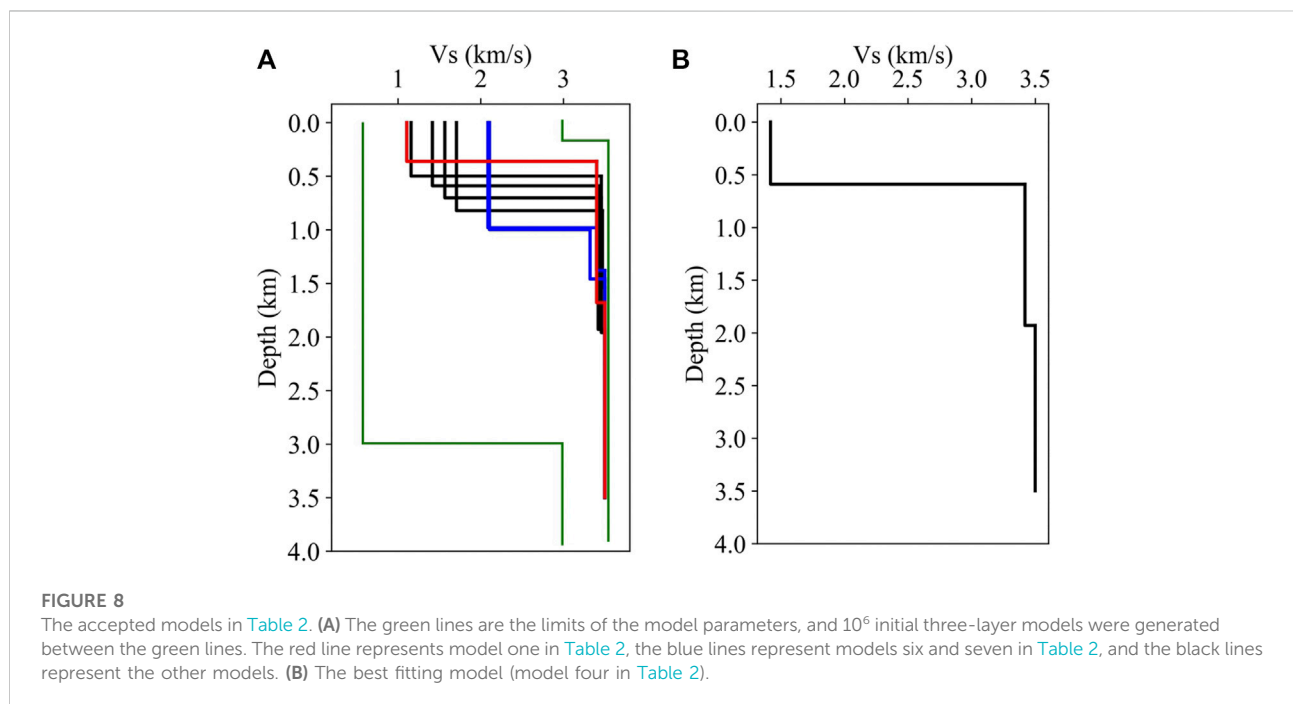 A
Vs (km/s)
1 2 3
0.0
0.5
1.0
1.5
2.0
2.5
3.0
3.5
4.0
Depth (km)
B
Vs (km/s)
1.5 2.0 2.5 3.0 3.5
0.0
0.5
1.0
1.5
2.0
2.5
3.0
3.5
4.0
Depth (km)
FIGURE 8
The accepted models in Table 2. (A) The green lines are the limits of the model parameters, and 10⁶ initial three-layer models were generated
between the green lines. The red line represents model one in Table 2, the blue lines represent models six and seven in Table 2, and the black lines
represent the other models. (B) The best fitting model (model four in Table 2).